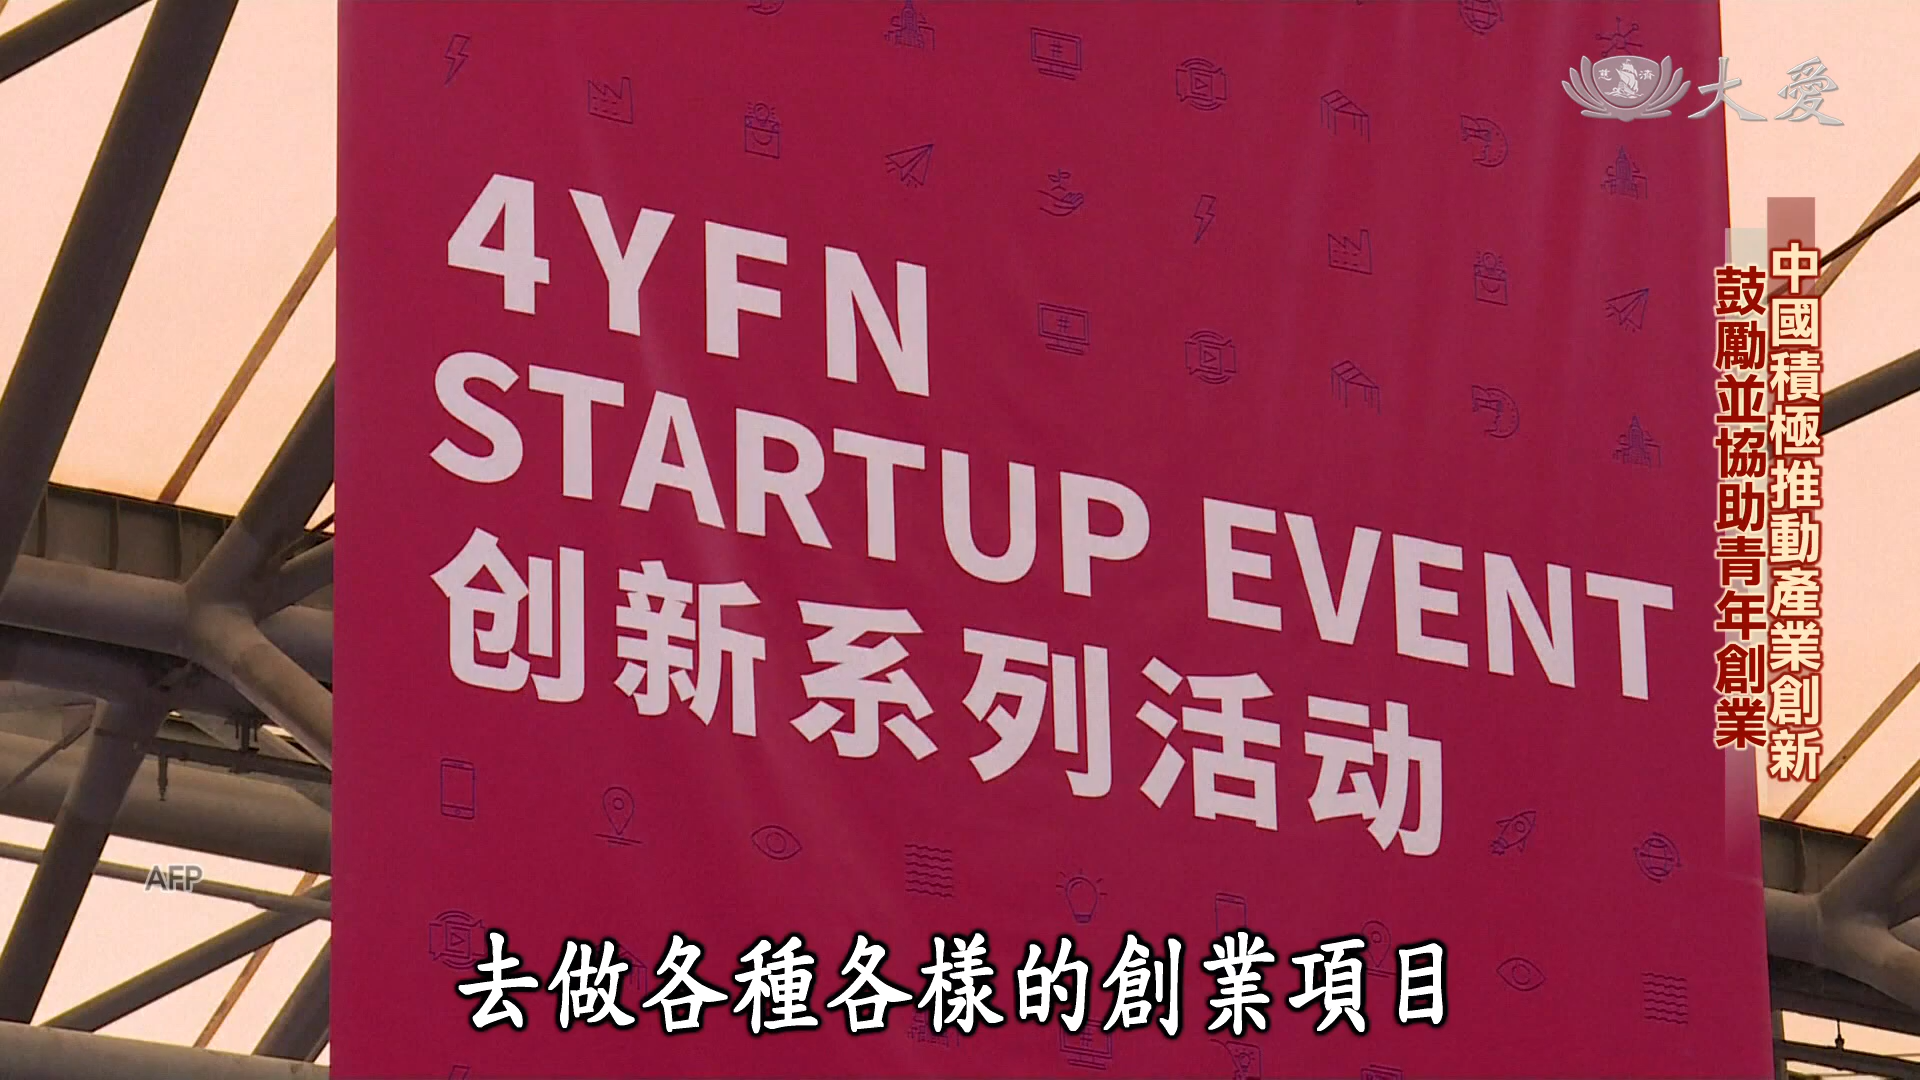 慈濟
大愛
中國積極推動產業創新
鼓勵並協助青年創業
4YFN
STARTUP EVENT
创新系列活动
AFP
去做各種各樣的創業項目